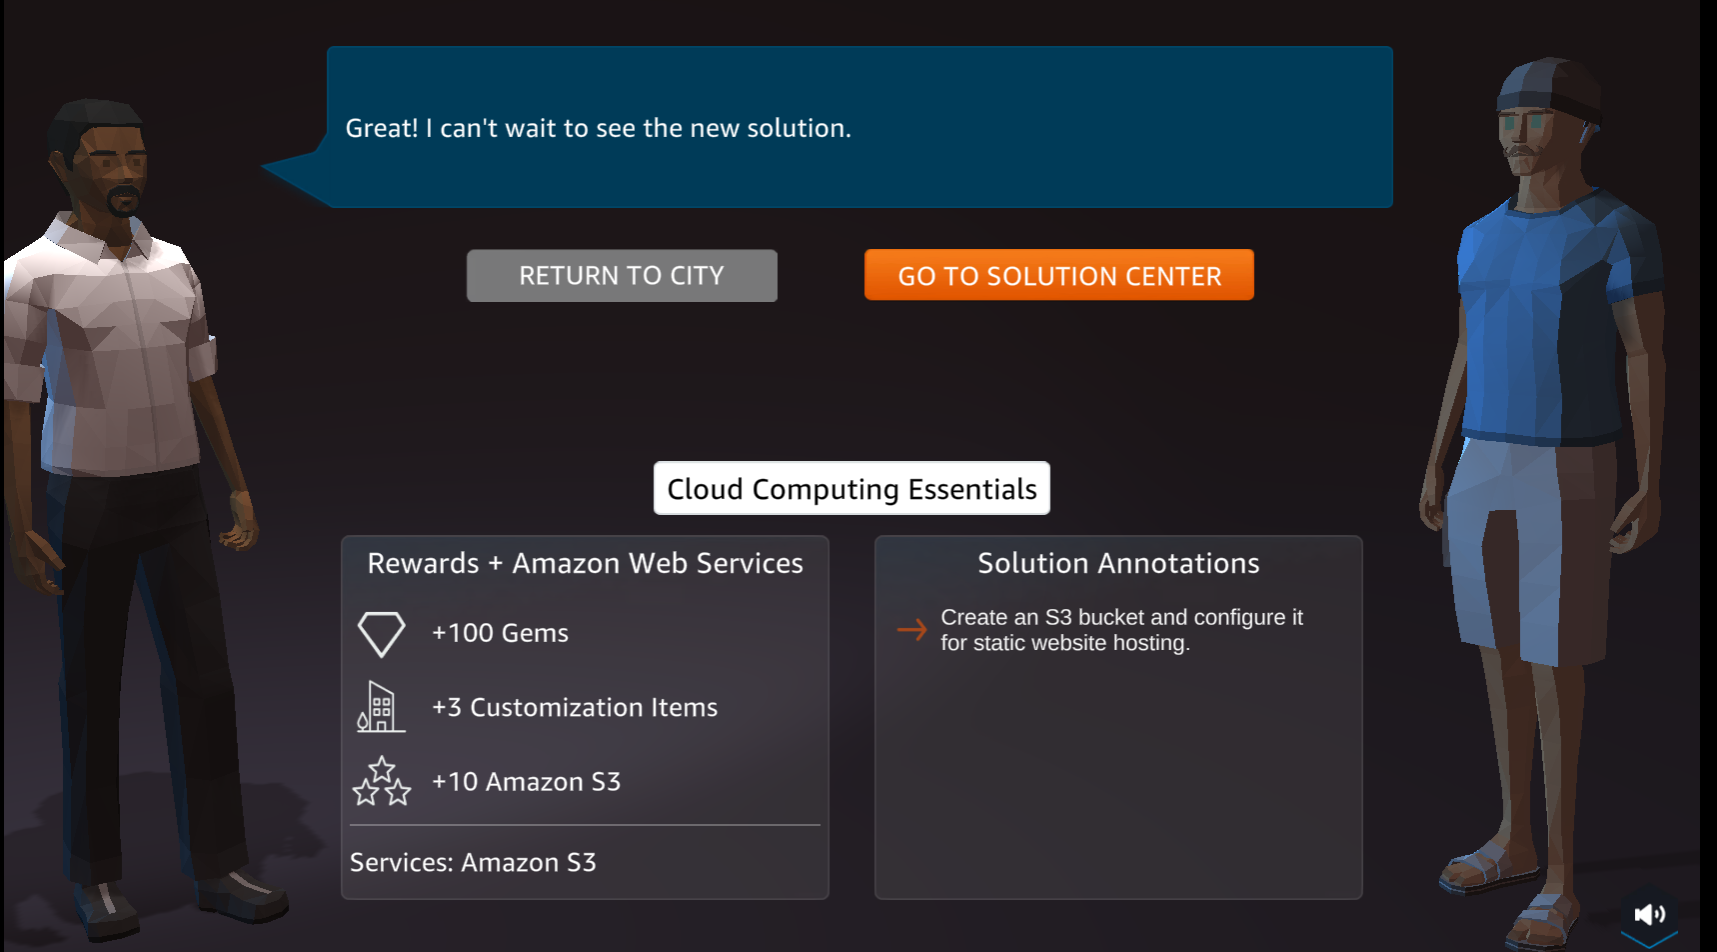 Great! I can't wait to see the new solution.
RETURN TO CITY
GO TO SOLUTION CENTER
Cloud Computing Essentials
Rewards + Amazon Web Services
+100 Gems
+3 Customization Items
+10 Amazon S3
Services: Amazon S3
Solution Annotations
Create an S3 bucket and configure it
for static website hosting.